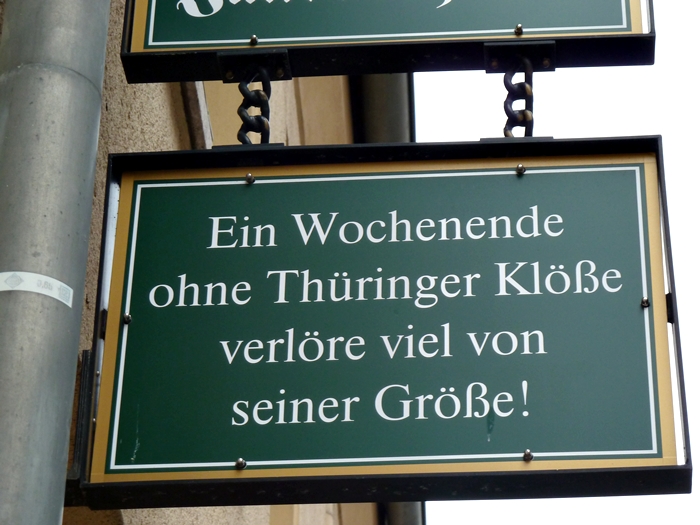 Ein Wochenende
ohne Thüringer Klöße
verlöre viel von
seiner Größe!